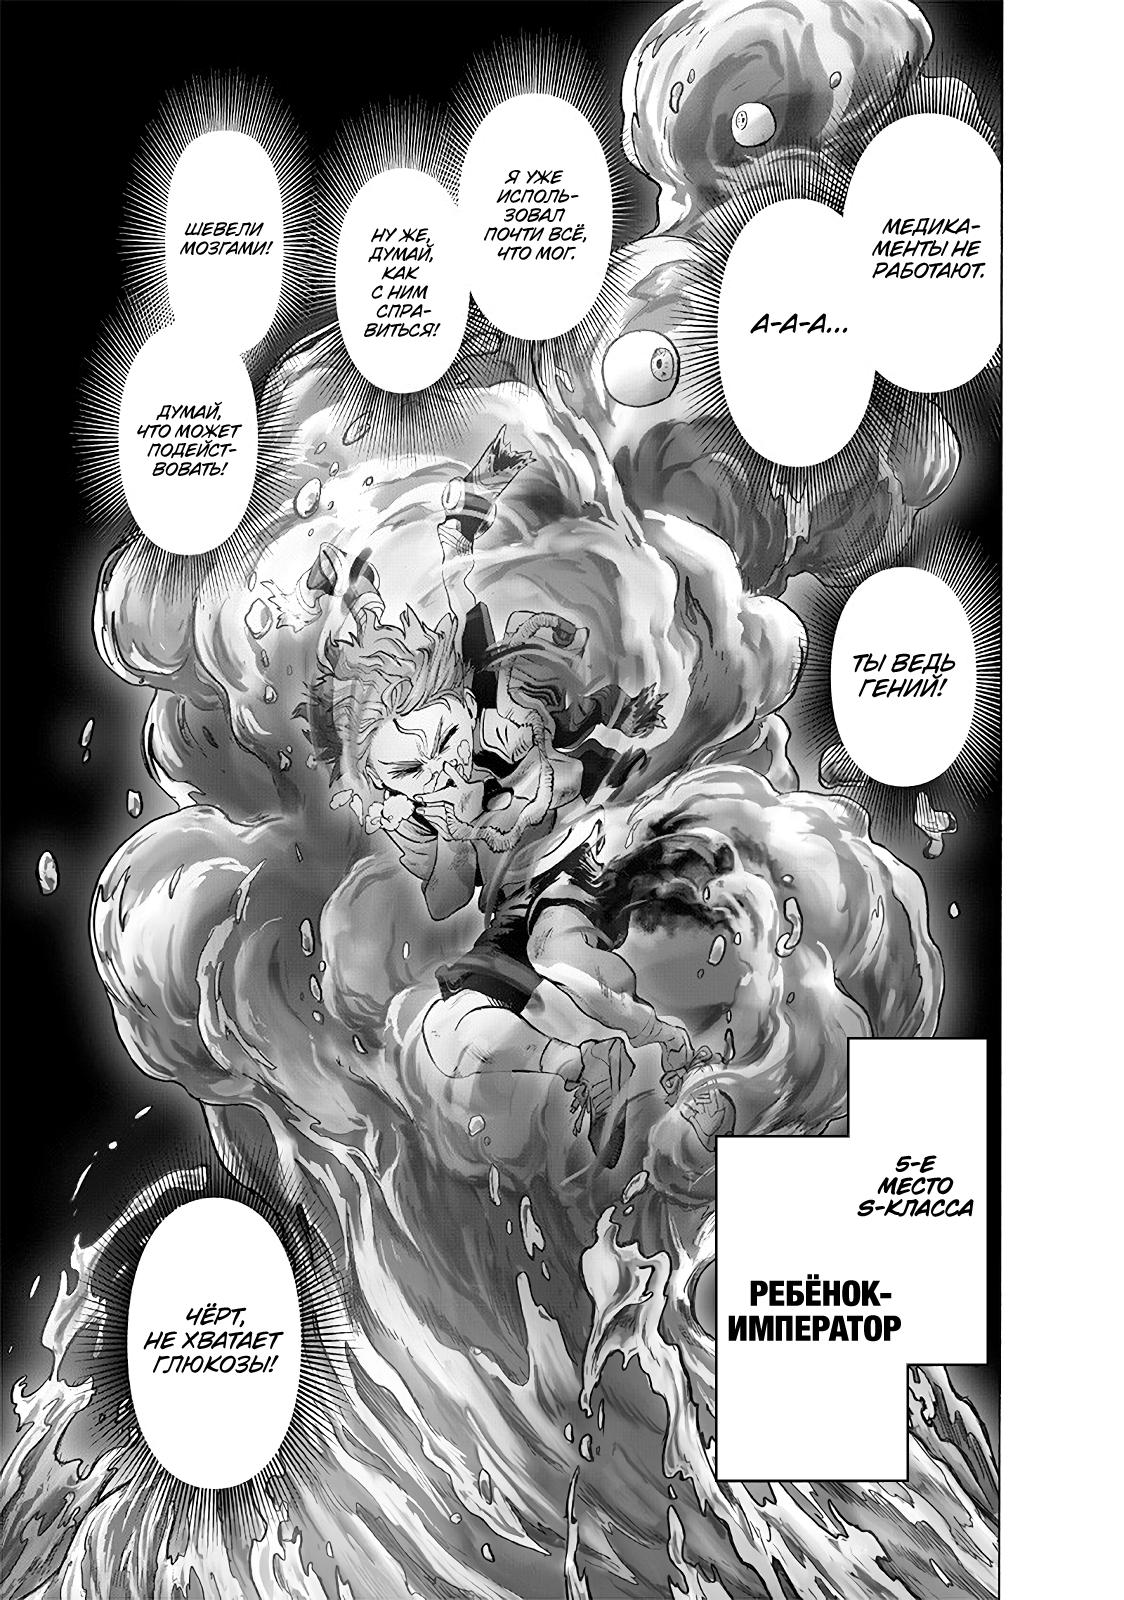 МЕДИКА-
МЕНТЫ НЕ
РАБОТАЮТ.
А-А-А...
Я УЖЕ
ИСПОЛЬ-
ЗОВАЛ
ПОЧТИ ВСЁ,
ЧТО МОГ.
НУ ЖЕ,
ДУМАЙ,
КАК
С НИМ
СПРА-
ВИТЬСЯ!
ШЕВЕЛИ
МОЗГАМИ!
ДУМАЙ,
ЧТО МОЖЕТ
ПОДЕЙСТ-
ВОВАТЬ!
ТЫ ВЕДЬ
ГЕНИЙ!
5-Е
МЕСТО
S-КЛАССА
РЕБЁНОК-
ИМПЕРАТОР
ЧЁРТ,
НЕ ХВАТАЕТ
ГЛЮКОЗЫ!